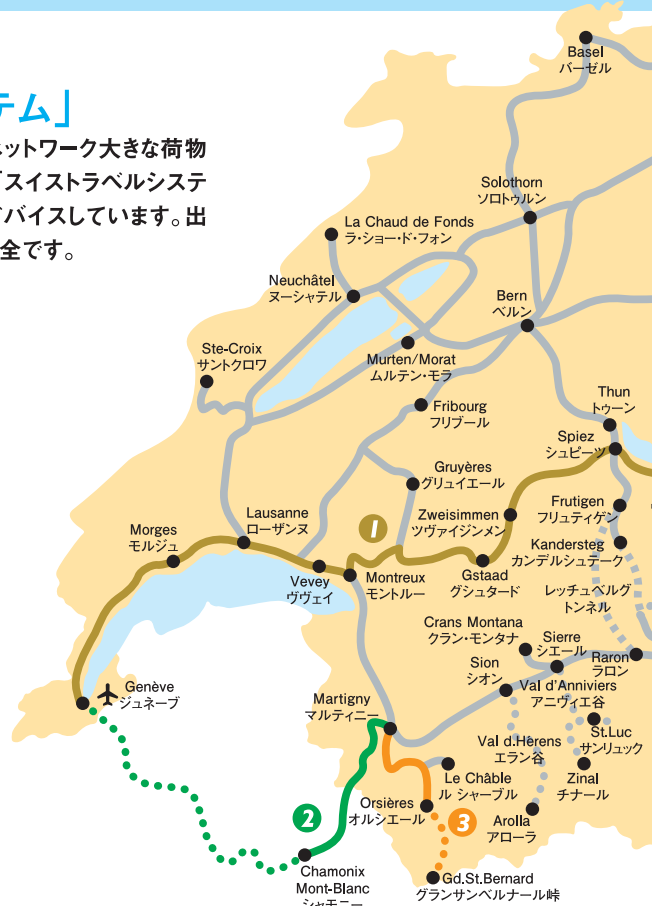 テム」
ネットワーク大きな荷物
「スイストラベルシステ
バイスしています。出
全です。
Basel
バーゼル
Solothorn
ソロトゥルン
La Chaud de Fonds
ラ・ショー・ド・フォン
Neuchâtel
ヌーシャテル
Bern
ベルン
Ste-Croix
サントクロワ
Murten/Morat
ムルテン・モラ
Thun
トゥーン
Fribourg
フリブール
Spiez
シュピーツ
Gruyères
グリュイエール
Lausanne
ローザンヌ
Zweisimmen
ツヴァイジンメン
Frutigen
フリュティゲン
Morges
モルジュ
1
Kandersteg
カンデルシュテーク
Vevey
ヴヴェイ
Montreux
モントルー
Gstaad
グシュタード
レッチュベルグ
トンネル
Crans Montana
クラン・モンタナ
Sierre
シエール
Raron
ラロン
Sion
シオン
Genève
ジュネーブ
Val d'Anniviers
アニヴィエ谷
Martigny
マルティニー
St.Luc
サンリュック
Val d.Hérens
エラン谷
Le Châble
ル シャーブル
Zinal
チナール
Orsières
オルシエール
2
3
Arolla
アローラ
Chamonix
Mont-Blanc
シャモニー
Gd.St.Bernard
グランサンベルナール峠